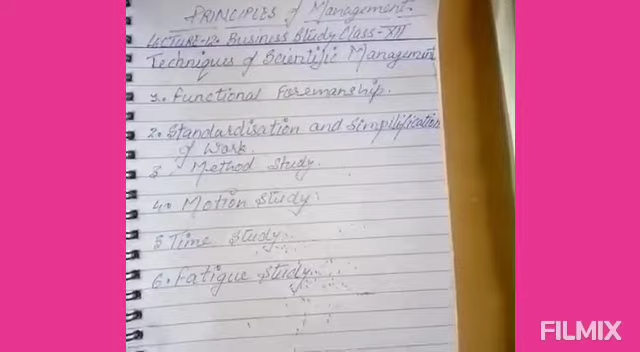 PRINCIPLES of Management.
LECTURE-12. Business Study Class-XII
Techniques of Scientific Management
1. Functional Foremanship.
2. Standardisation and Simplification
of Work.
3. Method Study.
4. Motion Study.
5 Time Study.
6. Fatigue Study.
FILMIX